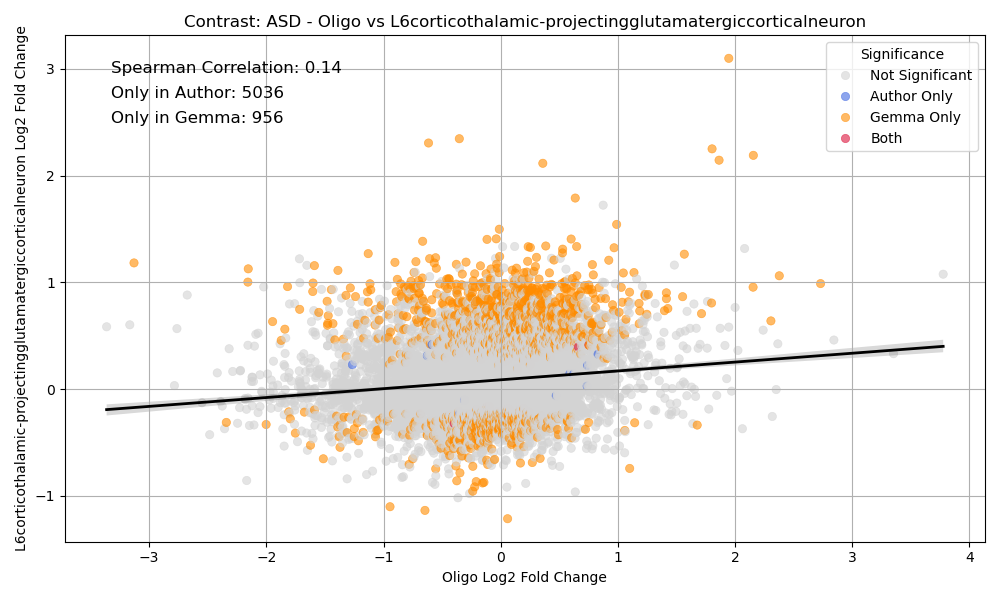 Contrast: ASD - Oligo vs L6corticothalamic-projectingglutamatergiccorticalneuron
L6corticothalamic-projectingglutamatergiccorticalneuron Log2 Fold Change
Spearman Correlation: 0.14
Only in Author: 5036
Only in Gemma: 956
Significance
Not Significant
Author Only
Gemma Only
Both
3
2
1
0
−1
−3
−2
−1
0
1
2
3
4
Oligo Log2 Fold Change